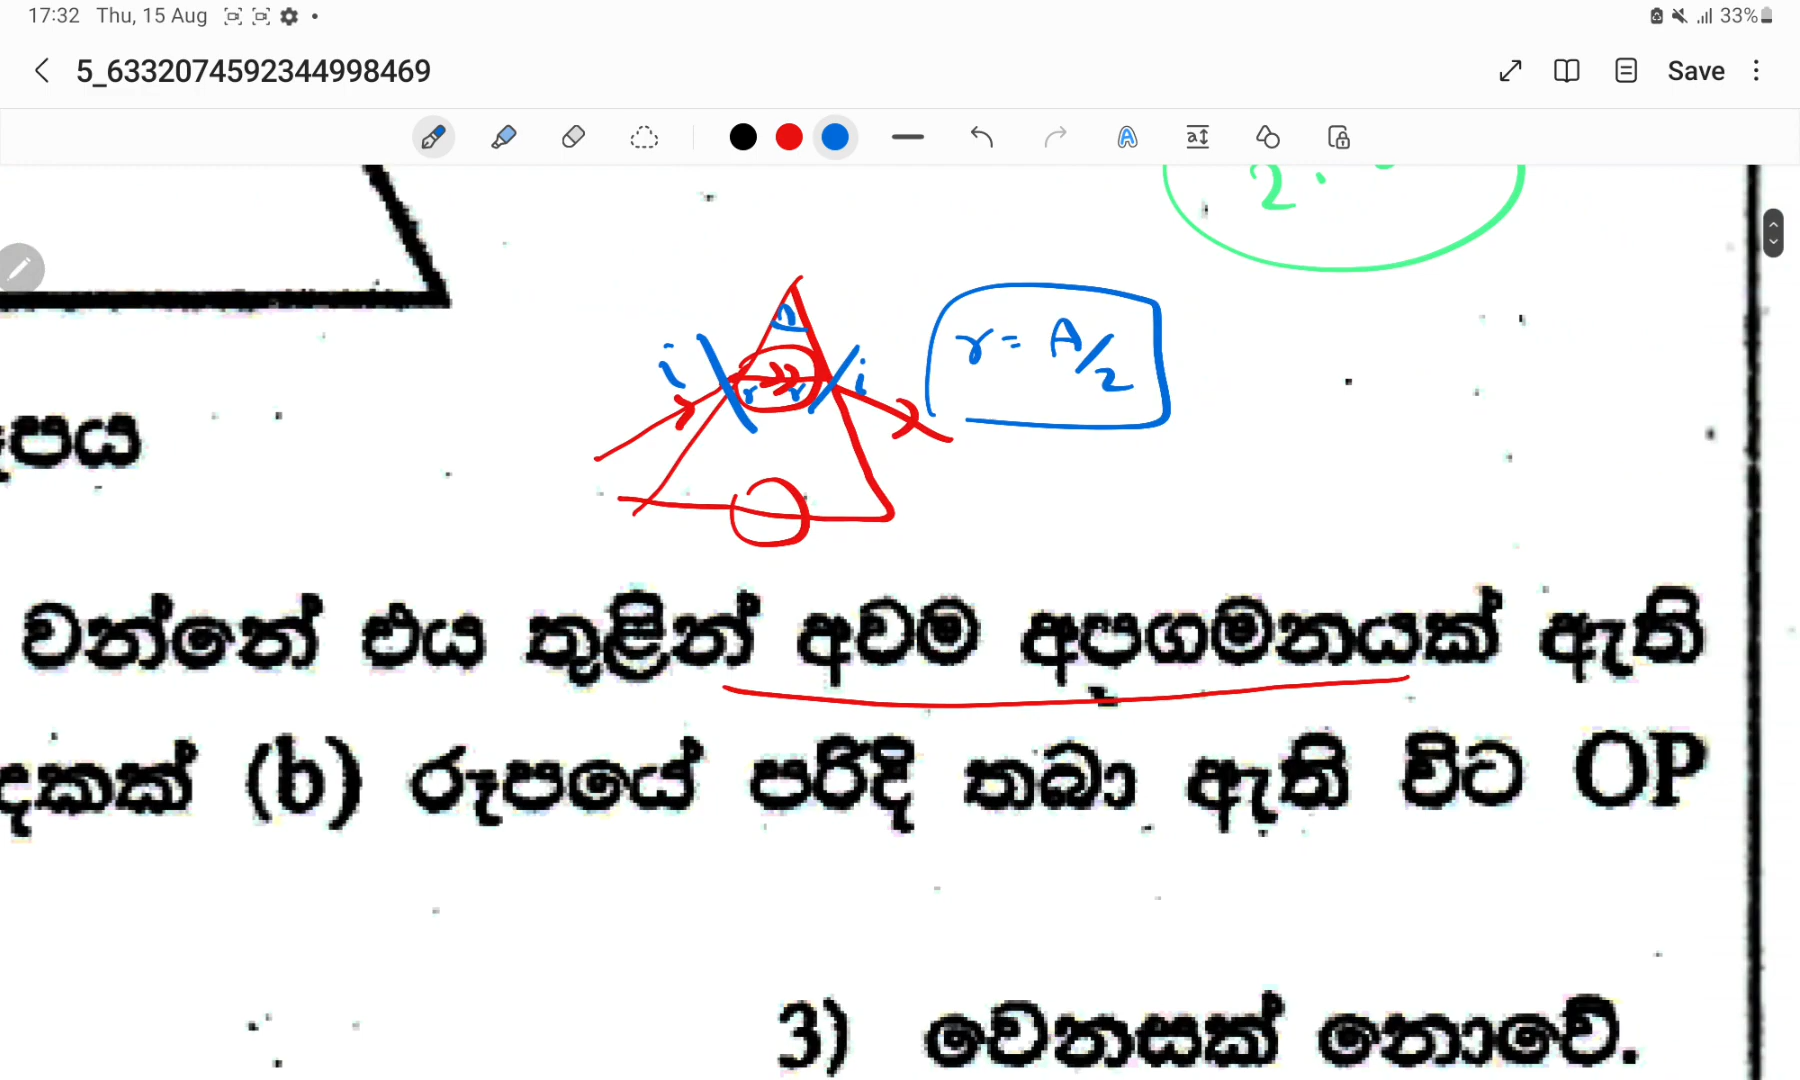 17:32 Thu, 15 Aug
33%
5_6332074592344998469
Save
2.
A
i
i
r
r
r = A/2
වන්නේ එය තුළින් අවම අපගමනයක් ඇති
දකක් (b) රූපයේ පරිදි තබා ඇති විට OP
3) වෙනසක් නොවේ.